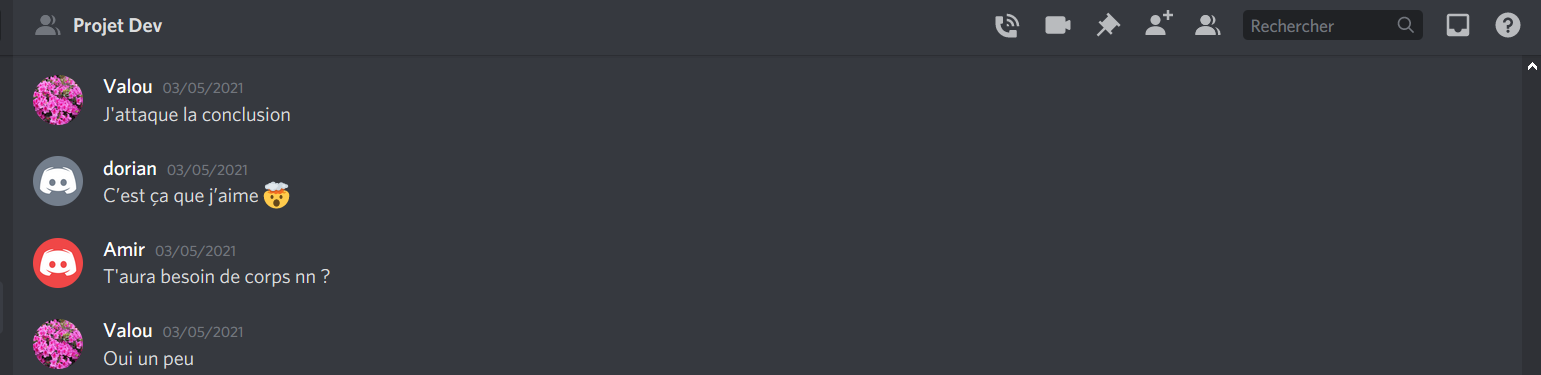 Projet Dev
Rechercher
Valou 03/05/2021
J'attaque la conclusion
dorian 03/05/2021
C’est ça que j’aime 🤯
Amir 03/05/2021
T'aura besoin de corps nn ?
Valou 03/05/2021
Oui un peu